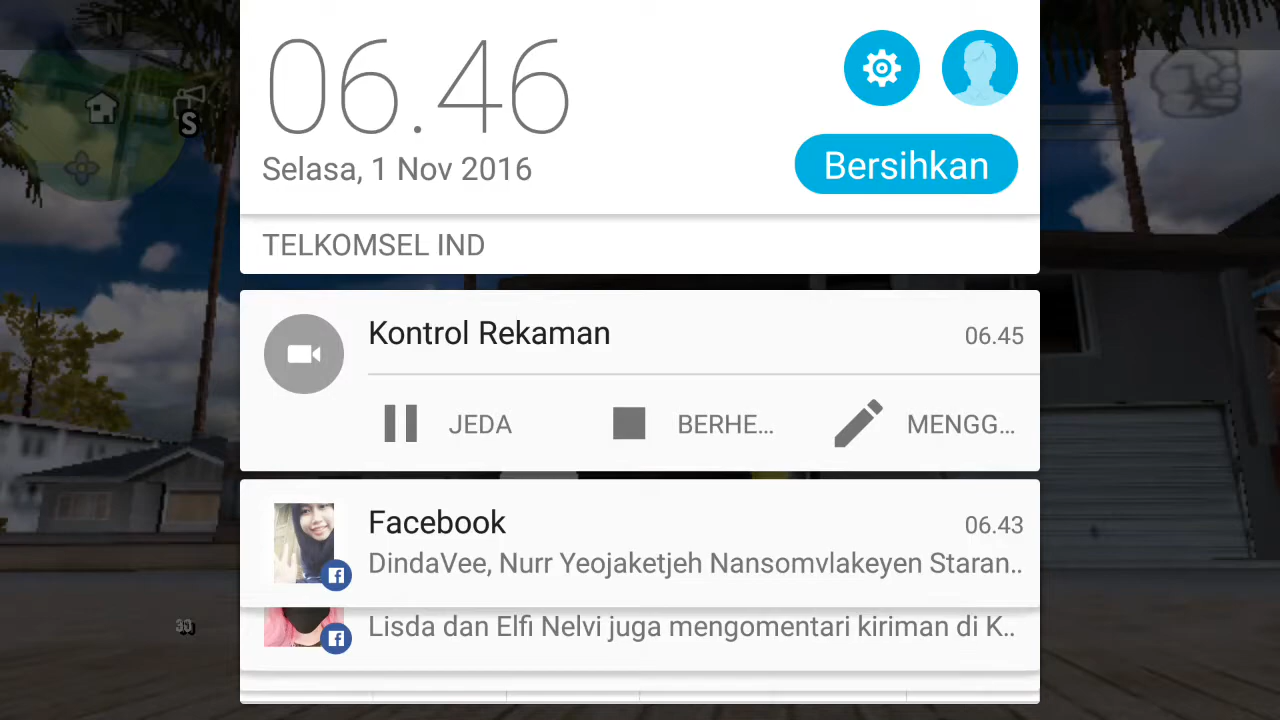 N
S
06.46
Selasa, 1 Nov 2016
Bersihkan
TELKOMSEL IND
Kontrol Rekaman
06.45
JEDA
BERHE...
MENGG...
Facebook
06.43
DindaVee, Nurr Yeojaketjeh Nansomvlakeyen Staran..
Lisda dan Elfi Nelvi juga mengomentari kiriman di K..